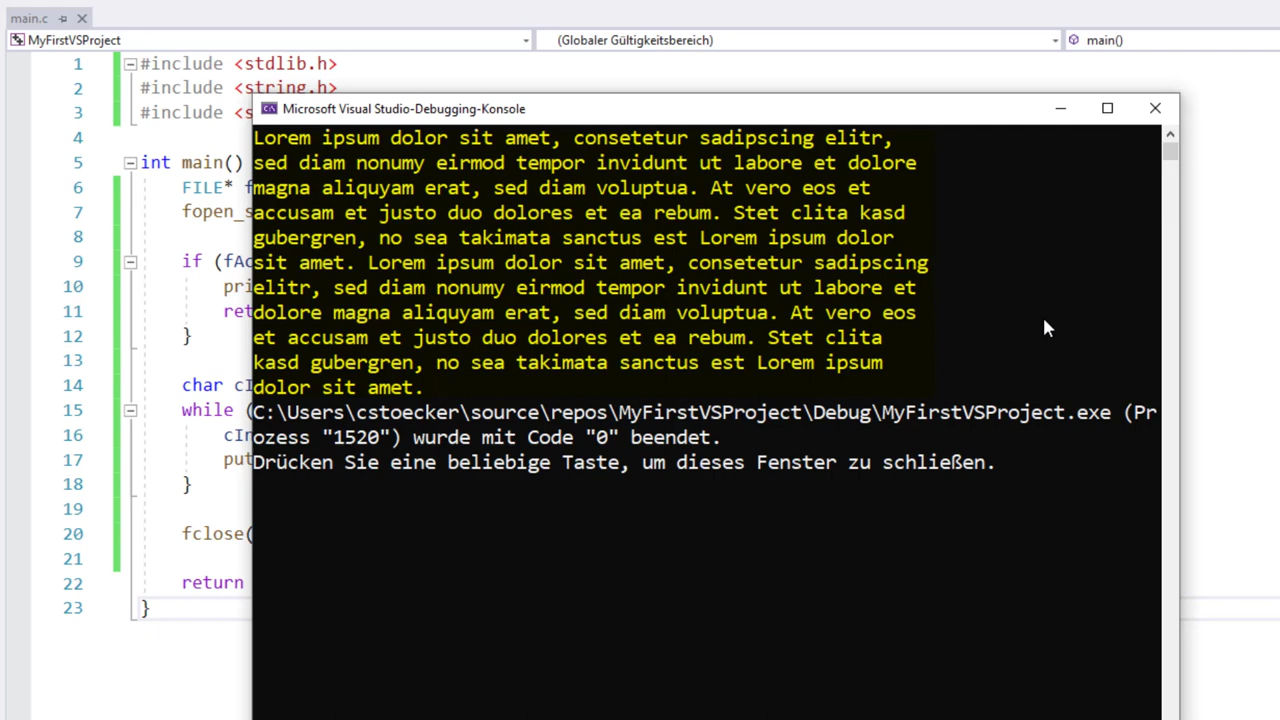 main.c
MyFirstVSProject
(Globaler Gültigkeitsbereich)
main()
1 #include <stdlib.h>
2 #include <string.h>
3 #include <s
4
5 int main()
6 FILE* f
7 fopen_s
8
9 if (fAc
10 pri
11 ret
12 }
13
14 char cI
15 while (
16 cIn
17 put
18 }
19
20 fclose(
21
22 return
23 }
Microsoft Visual Studio-Debugging-Konsole
Lorem ipsum dolor sit amet, consetetur sadipscing elitr,
sed diam nonumy eirmod tempor invidunt ut labore et dolore
magna aliquyam erat, sed diam voluptua. At vero eos et
accusam et justo duo dolores et ea rebum. Stet clita kasd
gubergren, no sea takimata sanctus est Lorem ipsum dolor
sit amet. Lorem ipsum dolor sit amet, consetetur sadipscing
elitr, sed diam nonumy eirmod tempor invidunt ut labore et
dolore magna aliquyam erat, sed diam voluptua. At vero eos
et accusam et justo duo dolores et ea rebum. Stet clita
kasd gubergren, no sea takimata sanctus est Lorem ipsum
dolor sit amet.
C:\Users\cstoecker\source\repos\MyFirstVSProject\Debug\MyFirstVSProject.exe (Pr
ozess "1520") wurde mit Code "0" beendet.
Drücken Sie eine beliebige Taste, um dieses Fenster zu schließen.